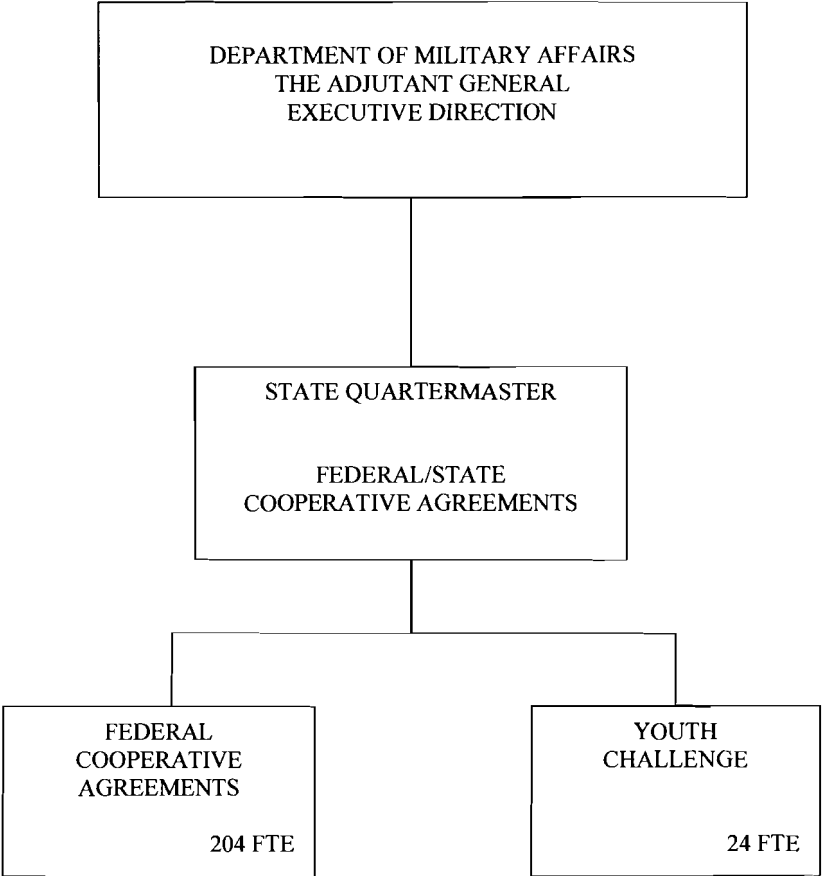 DEPARTMENT OF MILITARY AFFAIRS
THE ADJUTANT GENERAL
EXECUTIVE DIRECTION
STATE QUARTERMASTER
FEDERAL/STATE
COOPERATIVE AGREEMENTS
FEDERAL
COOPERATIVE
AGREEMENTS
204 FTE
YOUTH
CHALLENGE
24 FTE